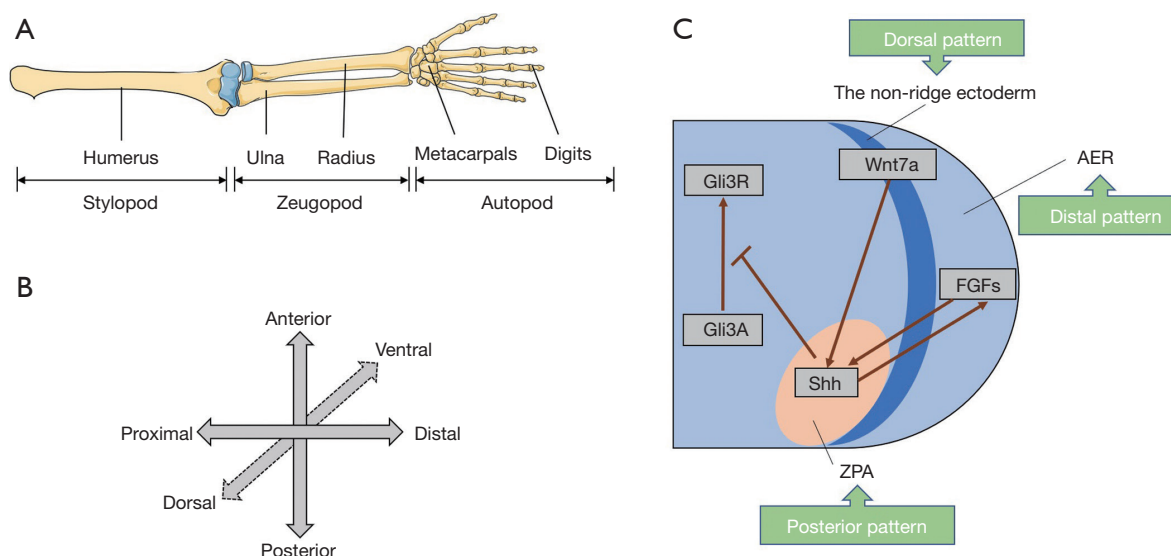 A
Humerus
Ulna
Radius
Metacarpals
Digits
Stylopod
Zeugopod
Autopod
B
Anterior
Ventral
Proximal
Distal
Dorsal
Posterior
C
Dorsal pattern
The non-ridge ectoderm
Wnt7a
AER
Gli3R
Distal pattern
FGFs
Gli3A
Shh
ZPA
Posterior pattern